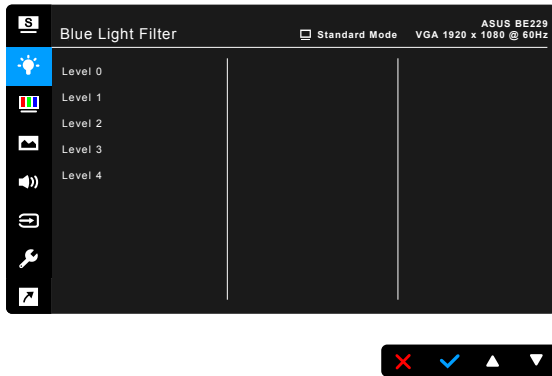 S
Blue Light Filter
Standard Mode
ASUS BE229
VGA 1920 x 1080 @ 60Hz
Level 0
Level 1
Level 2
Level 3
Level 4